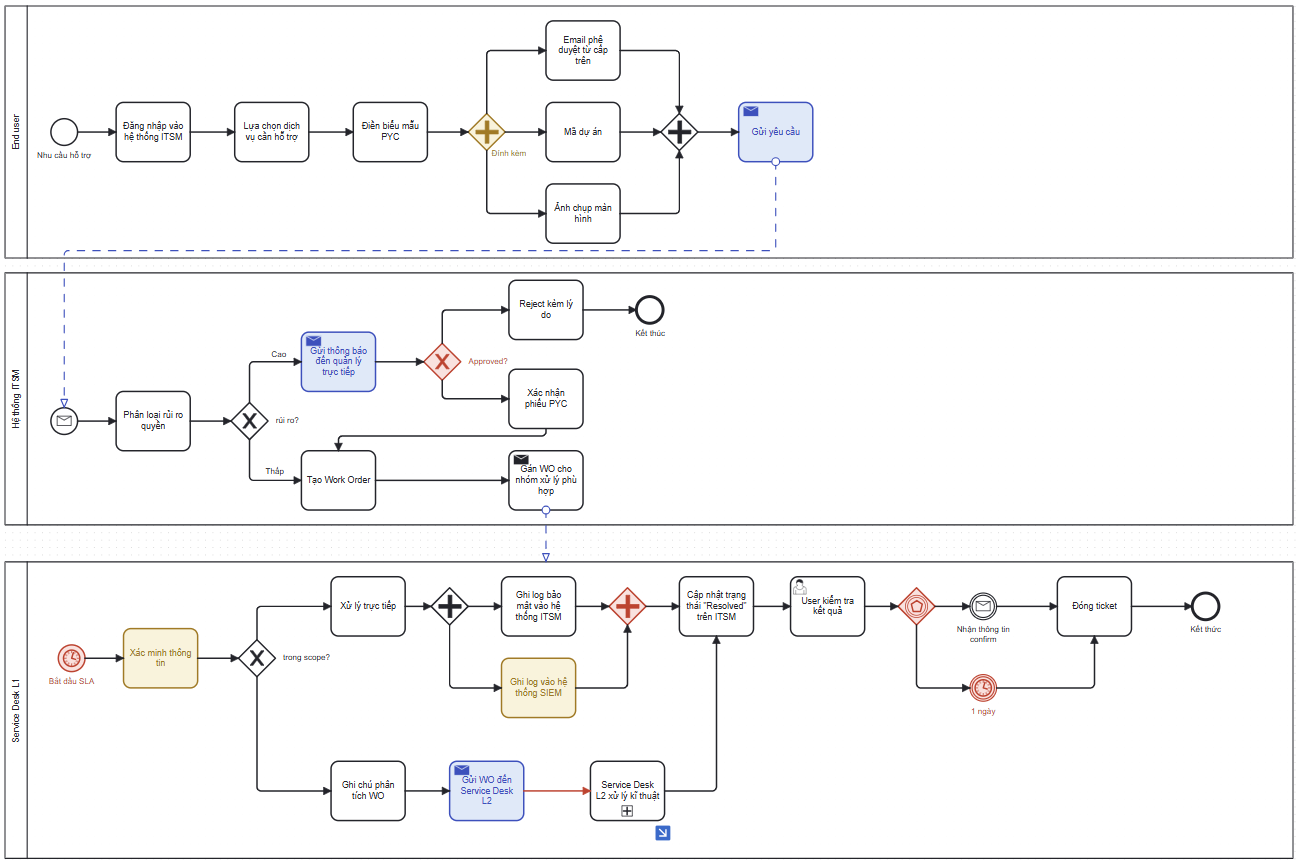 End user
Nhu cầu hỗ trợ
Đăng nhập vào
hệ thống ITSM
Lựa chọn dịch
vụ cần hỗ trợ
Điền biểu mẫu
PYC
Đính kèm
Email phê
duyệt từ cấp
trên
Mã dự án
Ảnh chụp màn
hình
Gửi yêu cầu
Hệ thống ITSM
Phân loại rủi ro
quyền
rủi ro?
Cao
Thấp
Gửi thông báo
đến quản lý
trực tiếp
Approved?
Reject kèm lý
do
Kết thúc
Xác nhận
phiếu PYC
Tạo Work Order
Gán WO cho
nhóm xử lý phù
hợp
Service Desk L1
Bắt đầu SLA
Xác minh thông
tin
trong scope?
Xử lý trực tiếp
Ghi log bảo
mật vào hệ
thống ITSM
Ghi log vào hệ
thống SIEM
Cập nhật trạng
thái "Resolved"
trên ITSM
User kiểm tra
kết quả
Nhận thông tin
confirm
1 ngày
Đóng ticket
Kết thúc
Ghi chú phân
tích WO
Gửi WO đến
Service Desk
L2
Service Desk
L2 xử lý kĩ thuật